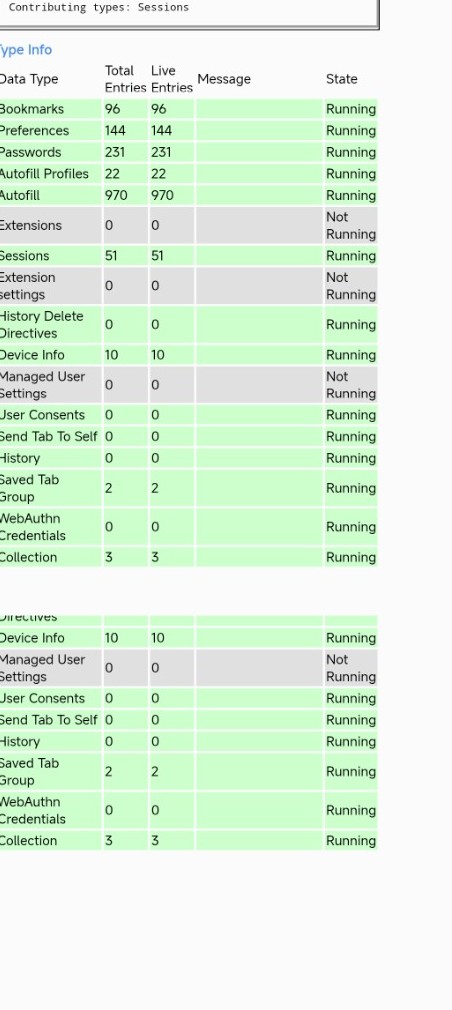 Contributing types: Sessions
Type Info
Data Type Total Entries Live Entries Message State
Bookmarks 96 96 Running
Preferences 144 144 Running
Passwords 231 231 Running
Autofill Profiles 22 22 Running
Autofill 970 970 Running
Extensions 0 0 Not Running
Sessions 51 51 Running
Extension settings 0 0 Not Running
History Delete Directives 0 0 Running
Device Info 10 10 Running
Managed User Settings 0 0 Not Running
User Consents 0 0 Running
Send Tab To Self 0 0 Running
History 0 0 Running
Saved Tab Group 2 2 Running
WebAuthn Credentials 0 0 Running
Collection 3 3 Running
Directives
Device Info 10 10 Running
Managed User Settings 0 0 Not Running
User Consents 0 0 Running
Send Tab To Self 0 0 Running
History 0 0 Running
Saved Tab Group 2 2 Running
WebAuthn Credentials 0 0 Running
Collection 3 3 Running